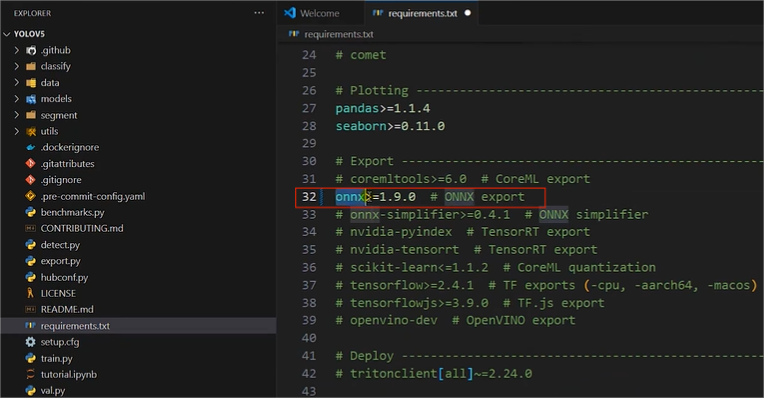 EXPLORER
YOLOV5
.github
classify
data
models
segment
utils
.dockerignore
.gitattributes
.gitignore
.pre-commit-config.yaml
benchmarks.py
CONTRIBUTING.md
detect.py
export.py
hubconf.py
LICENSE
README.md
requirements.txt
setup.cfg
train.py
tutorial.ipynb
val.py
Welcome
requirements.txt
requirements.txt
24 # comet
25
26 # Plotting ----------------------------------------
27 pandas>=1.1.4
28 seaborn>=0.11.0
29
30 # Export ------------------------------------------
31 # coremltools>=6.0  # CoreML export
32 onnx>=1.9.0  # ONNX export
33 # onnx-simplifier>=0.4.1  # ONNX simplifier
34 # nvidia-pyindex  # TensorRT export
35 # nvidia-tensorrt  # TensorRT export
36 # scikit-learn<=1.1.2  # CoreML quantization
37 # tensorflow>=2.4.1  # TF exports (-cpu, -aarch64, -macos)
38 # tensorflowjs>=3.9.0  # TF.js export
39 # openvino-dev  # OpenVINO export
40
41 # Deploy ------------------------------------------
42 # tritonclient[all]~=2.24.0
43